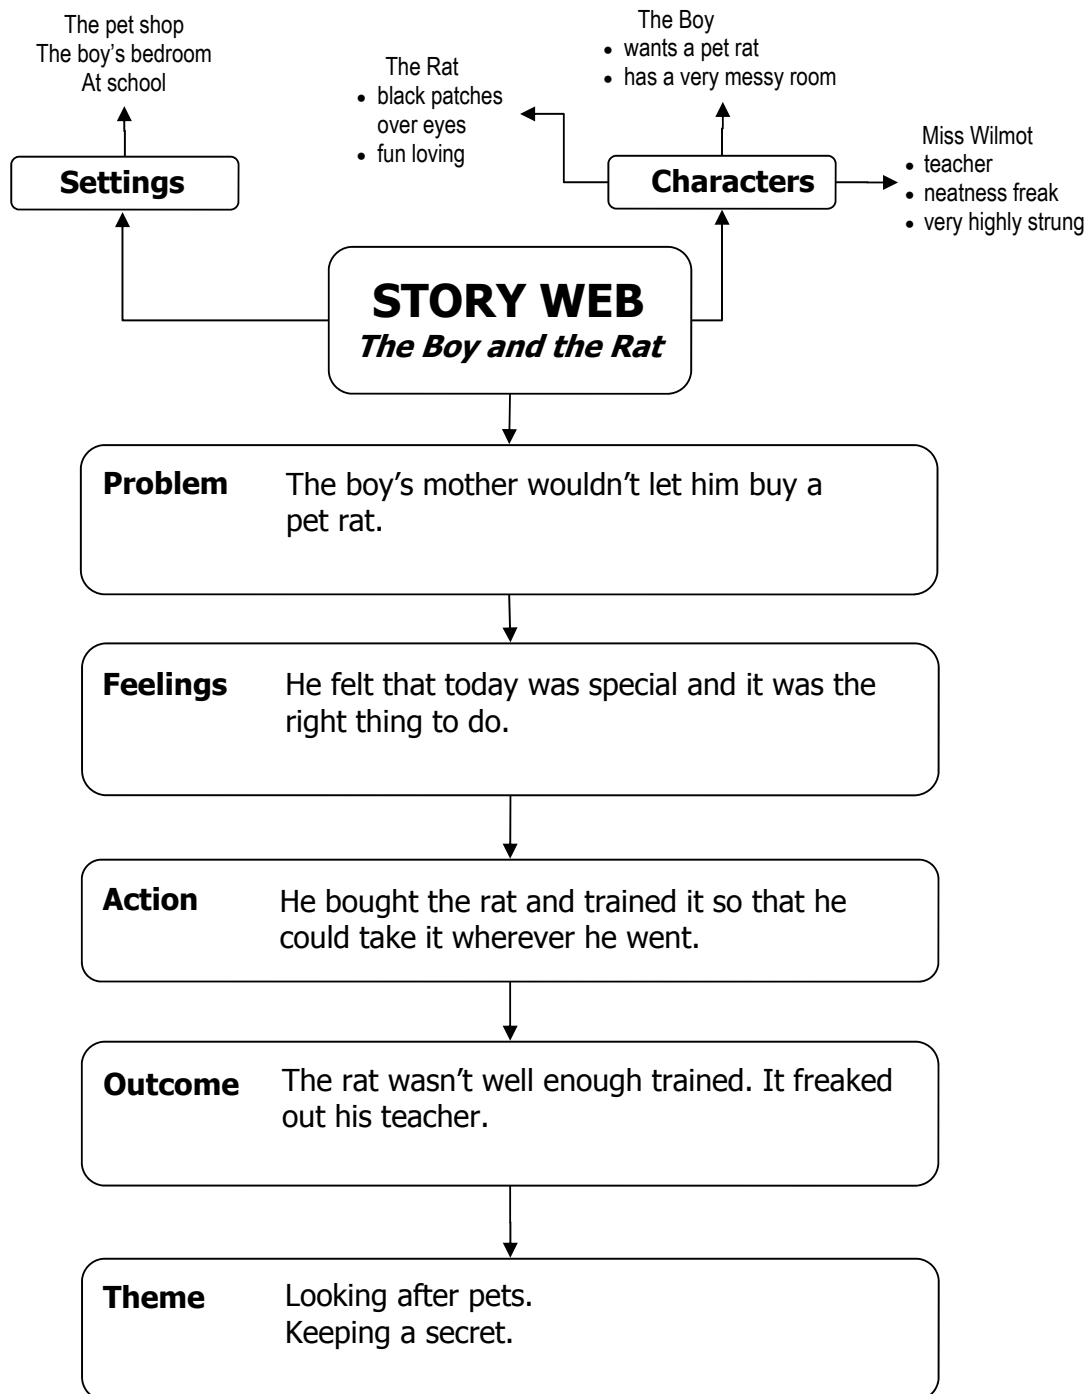 The pet shop
The boy’s bedroom
At school
Settings
The Rat
• black patches
over eyes
• fun loving
The Boy
• wants a pet rat
• has a very messy room
Characters
Miss Wilmot
• teacher
• neatness freak
• very highly strung
STORY WEB
The Boy and the Rat
Problem
The boy’s mother wouldn’t let him buy a
pet rat.
Feelings
He felt that today was special and it was the
right thing to do.
Action
He bought the rat and trained it so that he
could take it wherever he went.
Outcome
The rat wasn’t well enough trained. It freaked
out his teacher.
Theme
Looking after pets.
Keeping a secret.